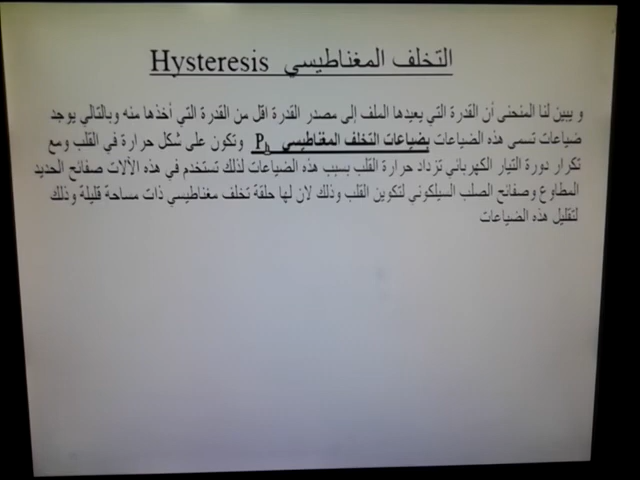 التخلف المغناطيسي Hysteresis
و يبين لنا المنحنى أن القدرة التي يعيدها الملف إلى مصدر القدرة اقل من القدرة التي أخذها منه وبالتالي يوجد
ضياعات تسمى هذه الضياعات بضياعات التخلف المغناطيسي Ph وتكون على شكل حرارة في القلب ومع
تكرار دورة التيار الكهربائي تزداد حرارة القلب بسبب هذه الضياعات لذلك تستخدم في هذه الآلات صفائح الحديد
المطاوع وصفائح الصلب السيلكوني لتكوين القلب وذلك لان لها حلقة تخلف مغناطيسي ذات مساحة قليلة وذلك
لتقليل هذه الضياعات